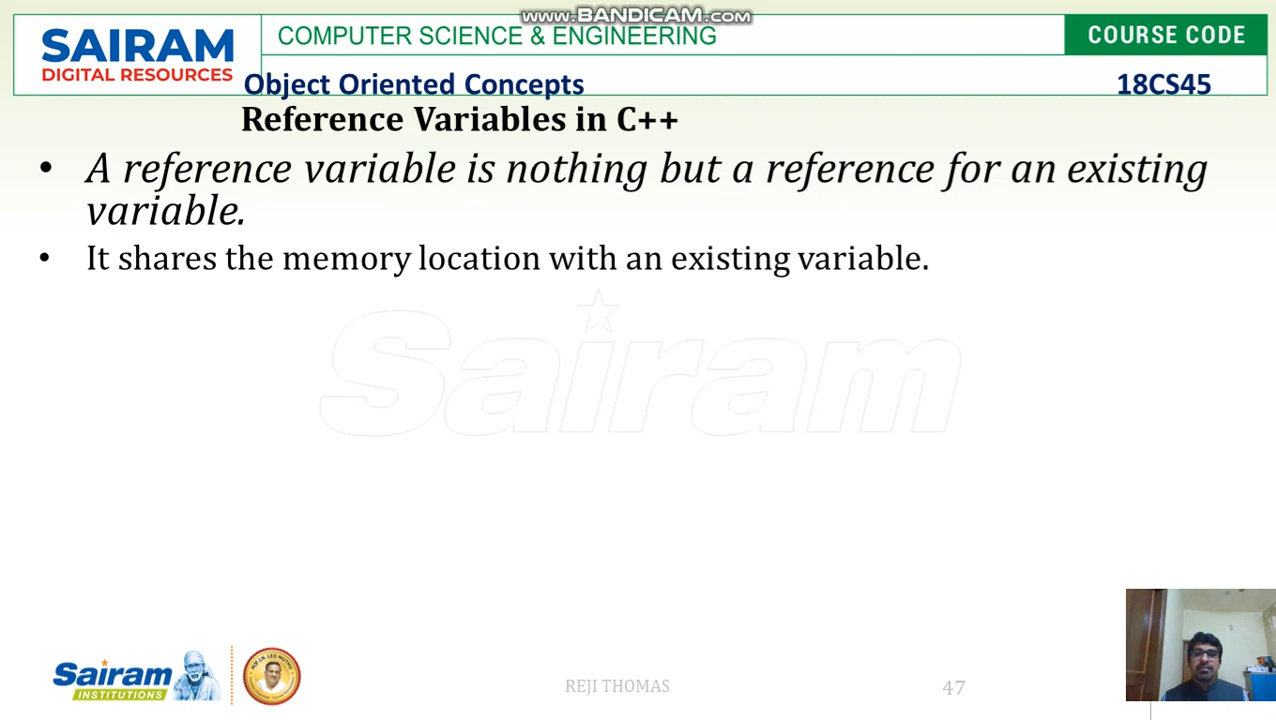 www.BANDICAM.com
SAIRAM
DIGITAL RESOURCES
COMPUTER SCIENCE & ENGINEERING
COURSE CODE
Object Oriented Concepts
18CS45
Reference Variables in C++
• A reference variable is nothing but a reference for an existing
variable.
• It shares the memory location with an existing variable.
Sairam
Sairam
INSTITUTIONS
REJI THOMAS
47